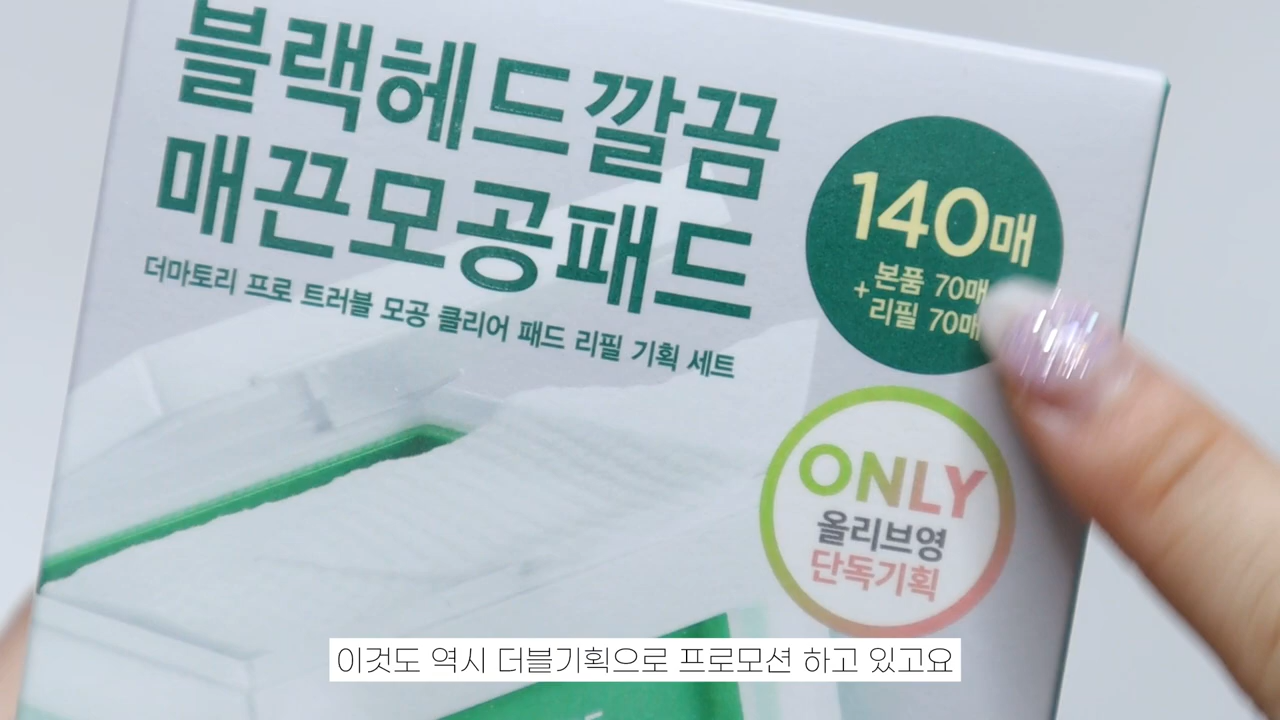 블랙헤드깔끔
매끈모공패드
더마토리 프로 트러블 모공 클리어 패드 리필 기획 세트
140매
본품 70매
+리필 70매
ONLY
올리브영
단독기획
이것도 역시 더블기획으로 프로모션 하고 있고요